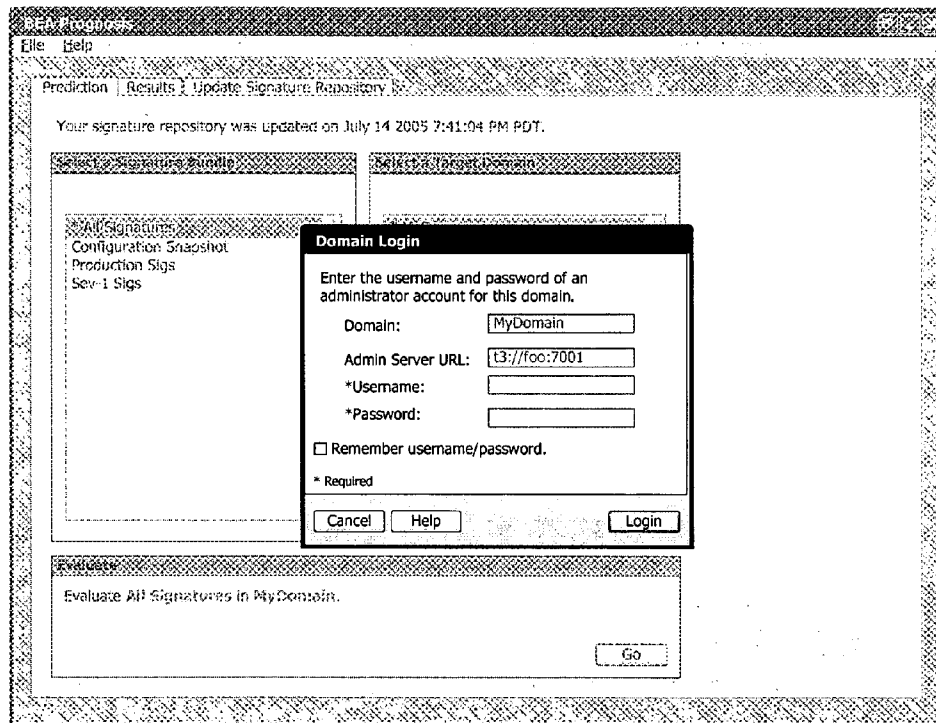 BEA Prognosis
File Help
Prediction Results Update Signature Repository
Your signature repository was updated on July 14 2005 7:41:04 PM PDT.
Select a Signature Bundle
Select a Target Domain
* All Signatures
Configuration Snapshot
Production Sigs
Sev-1 Sigs
Domain Login
Enter the username and password of an
administrator account for this domain.
Domain: MyDomain
Admin Server URL: t3://foo:7001
*Username:
*Password:
Remember username/password.
* Required
Cancel Help Login
Evaluate
Evaluate All Signatures in MyDomain.
Go